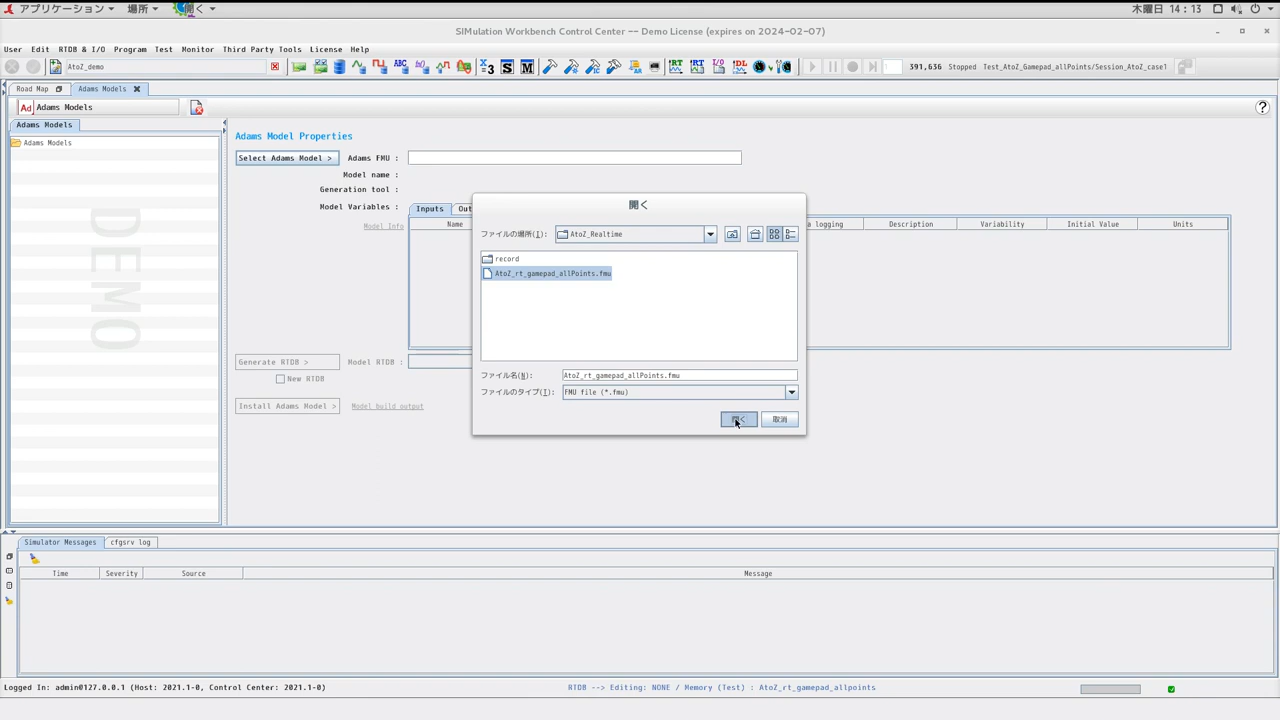 アプリケーション 場所 開く 木曜日 14:13
SIMulation Workbench Control Center -- Demo License (expires on 2024-02-07)
User Edit RTDB & I/O Program Test Monitor Third Party Tools License Help
AtoZ_demo 391,636 Stopped Test_AtoZ_Gamepad_allPoints/Session_AtoZ_case1
Road Map Adams Models
Ad Adams Models
Adams Models
Adams Models
DEMO
Adams Model Properties
Select Adams Model > Adams FMU :
Model name :
Generation tool :
Model Variables : Inputs
Model Info Name Description Variability Initial Value Units
Generate RTDB > Model RTDB :
New RTDB
Install Adams Model > Model build output
開く
ファイルの場所(I): AtoZ_Realtime
record
AtoZ_rt_gamepad_allPoints.fmu
ファイル名(N): AtoZ_rt_gamepad_allPoints.fmu
ファイルのタイプ(T): FMU file (*.fmu)
開く 取消
Simulator Messages cfgsrv log
Time Severity Source Message
Logged In: admin@127.0.0.1 (Host: 2021.1-0, Control Center: 2021.1-0) RTDB --> Editing: NONE / Memory (Test) : AtoZ_rt_gamepad_allpoints